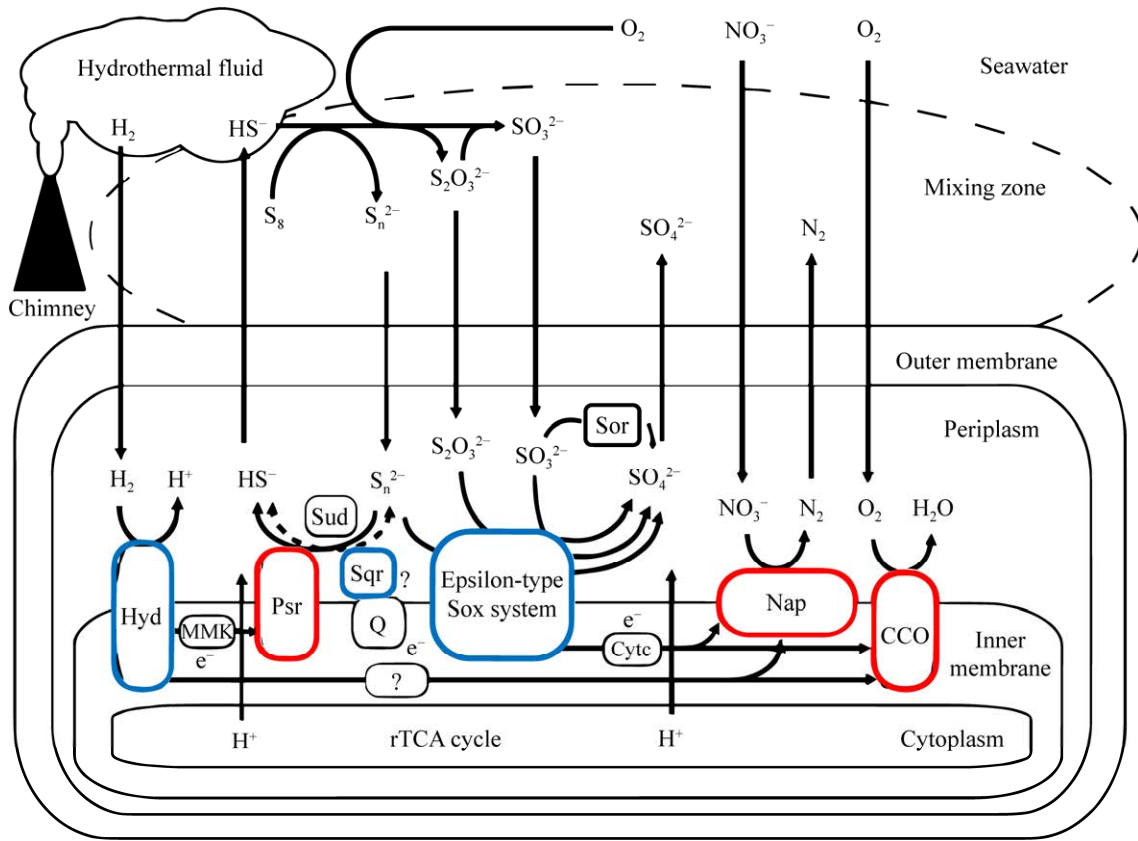 O₂
NO₃⁻
O₂
Hydrothermal fluid
Seawater
H₂
HS⁻
SO₃²⁻
S₂O₃²⁻
Mixing zone
S₈
Sₙ²⁻
SO₄²⁻
N₂
Chimney
Outer membrane
Periplasm
Sor
S₂O₃²⁻
SO₃²⁻
H₂
H⁺
HS⁻
Sₙ²⁻
SO₄²⁻
NO₃⁻
N₂
O₂
H₂O
Sud
Sqr
?
Epsilon-type
Sox system
Hyd
Psr
Nap
MMK
e⁻
Q
e⁻
e⁻
Cytc
CCO
Inner
membrane
?
H⁺
rTCA cycle
H⁺
Cytoplasm